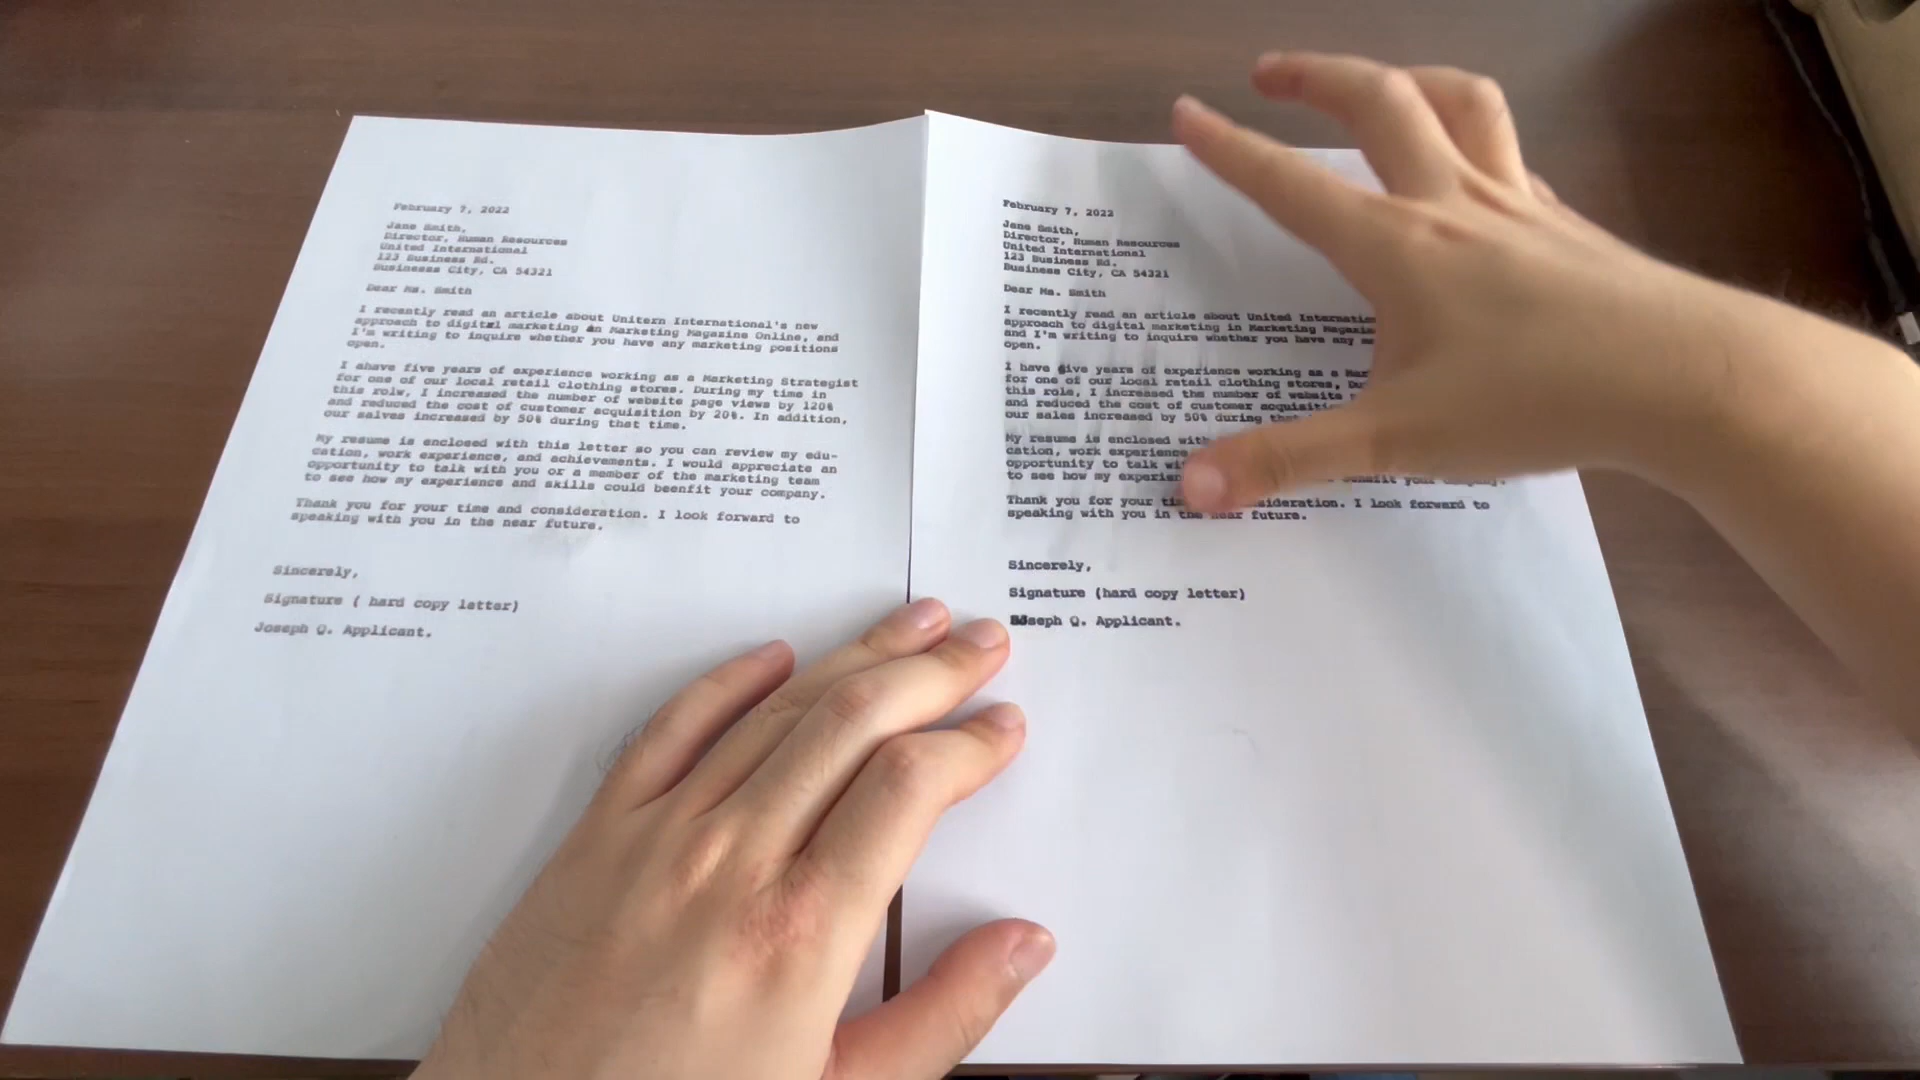 February 7, 2022
Jane Smith,
Director, Human Resources
United International
123 Business Rd.
Businesss City, CA 54321
Dear Ms. Smith
I recently read an article about Unitern International's new
approach to digital marketing in Marketing Magazine Online, and
I'm writing to inquire whether you have any marketing positions
open.
I ahave five years of experience working as a Marketing Strategist
for one of our local retail clothing stores. During my time in
this rolw, I increased the number of website page views by 120%
and reduced the cost of customer acquisition by 20%. In addition,
our salves increased by 50% during that time.
My resume is enclosed with this letter so you can review my edu-
cation, work experience, and achievements. I would appreciate an
opportunity to talk with you or a member of the marketing team
to see how my experience and skills could beenfit your company.
Thank you for your time and consideration. I look forward to
speaking with you in the near future.
Sincerely,
Signature ( hard copy letter)
Joseph Q. Applicant.
February 7, 2022
Jane Smith,
Director, Human Resources
United International
123 Business Rd.
Business City, CA 54321
Dear Ms. Smith
I recently read an article about United
approach to digital marketing in Marketing
and I'm writing to inquire whether you have any
open.
I have five years of experience working as a
for one of our local retail clothing stores,
this role, I increased the number of website
and reduced the cost of customer
our sales increased by 50% during
My resume is enclosed with
cation, work experience
opportunity to talk
to see how my your company.
Thank you for your I look forward to
speaking with you in the near future.
Sincerely,
Signature (hard copy letter)
Joseph Q. Applicant.